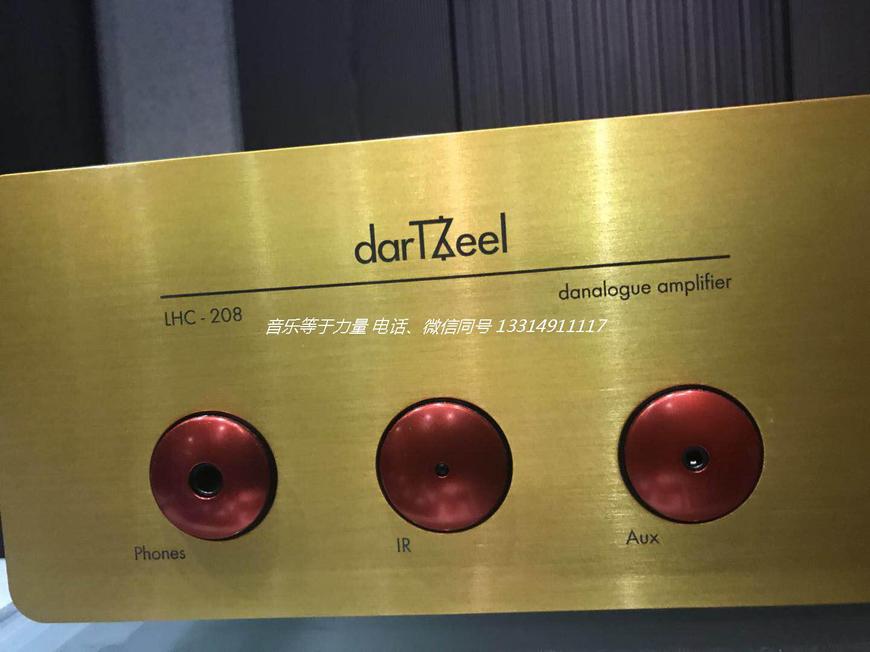 darTZeel
danalogue amplifier
LHC - 208
音乐等于力量 电话、微信同号 13314911117
Phones
IR
Aux